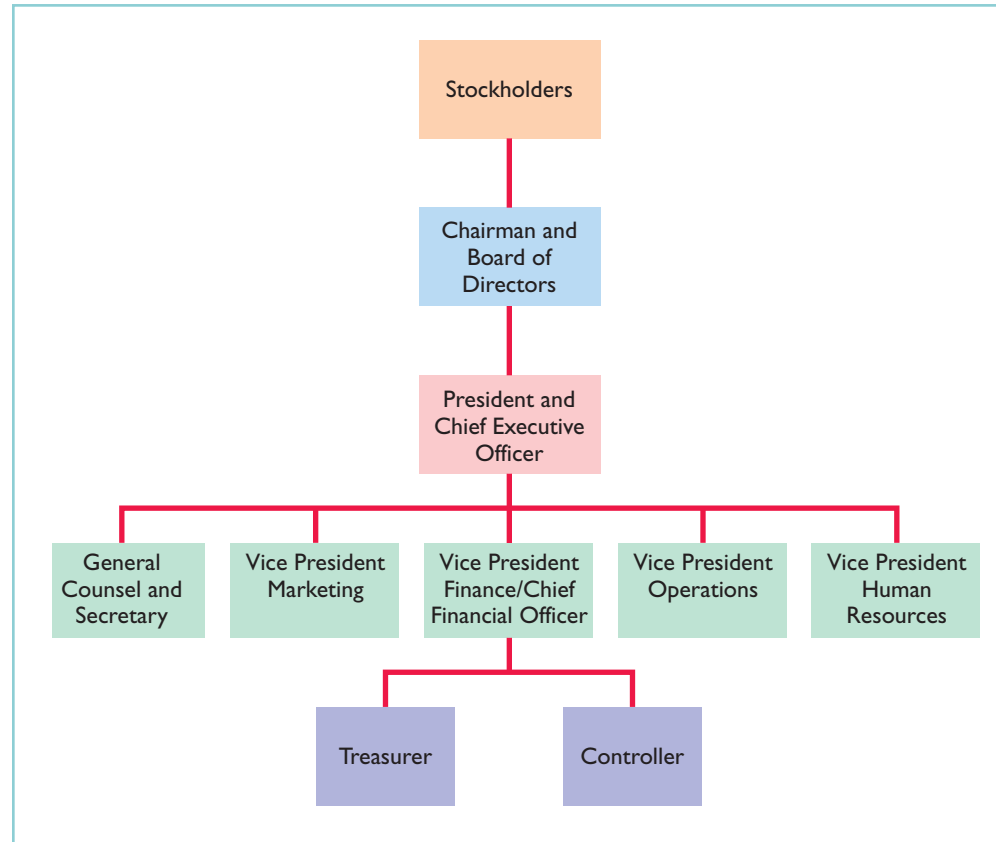 Stockholders
Chairman and
Board of
Directors
President and
Chief Executive
Officer
General
Counsel and
Secretary
Vice President
Marketing
Vice President
Finance/Chief
Financial Officer
Vice President
Operations
Vice President
Human
Resources
Treasurer
Controller